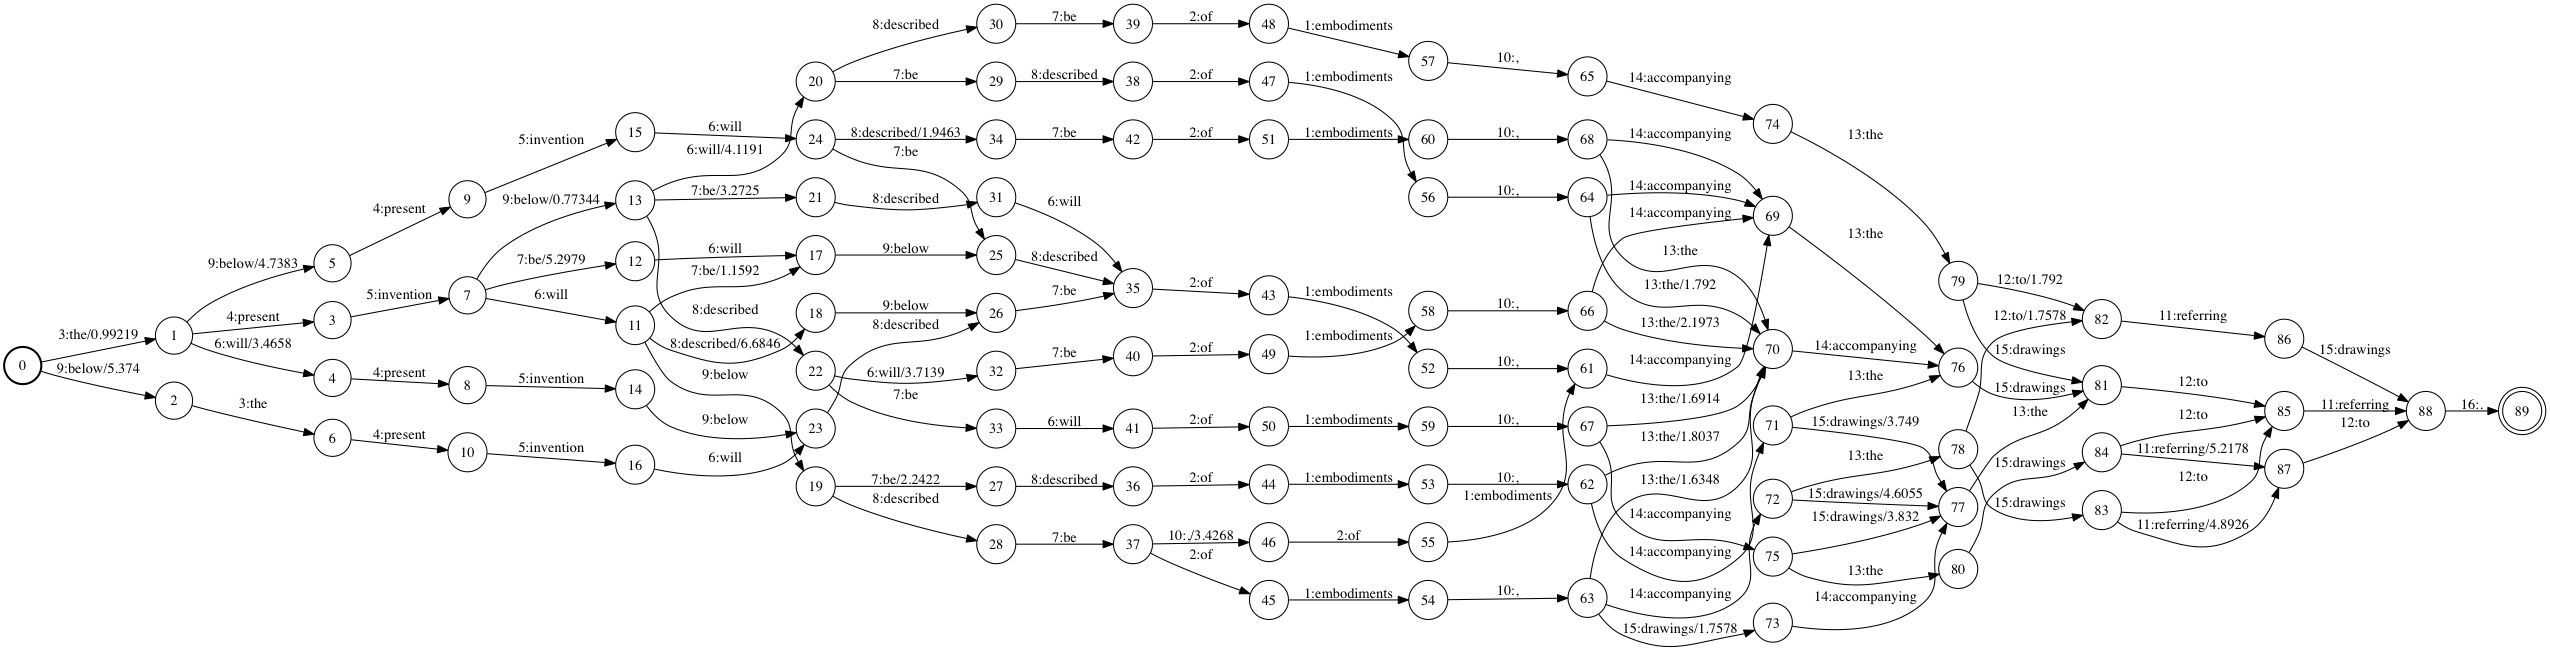 0
3:the/0.99219
9:below/5.374
1
2
9:below/4.7383
4:present
6:will/3.4658
3:the
5
3
4
6
4:present
5:invention
4:present
4:present
9
7
8
10
5:invention
9:below/0.77344
7:be/5.2979
6:will
5:invention
5:invention
15
13
12
11
14
16
6:will
6:will/4.1191
7:be/3.2725
8:described
6:will
7:be/1.1592
8:described/6.6846
9:below
9:below
6:will
20
24
21
17
18
22
23
19
8:described
7:be
8:described/1.9463
7:be
8:described
9:below
9:below
8:described
6:will/3.7139
7:be
7:be/2.2422
8:described
30
29
34
31
25
26
32
33
27
28
7:be
8:described
7:be
6:will
8:described
7:be
7:be
6:will
8:described
7:be
39
38
42
35
40
41
36
37
2:of
2:of
2:of
2:of
2:of
2:of
2:of
10:,/3.4268
2:of
48
47
51
43
49
50
44
46
45
1:embodiments
1:embodiments
1:embodiments
1:embodiments
1:embodiments
1:embodiments
1:embodiments
2:of
1:embodiments
57
60
56
58
52
59
53
55
54
10:,
10:,
10:,
10:,
10:,
10:,
10:,
1:embodiments
10:,
65
68
64
66
61
67
62
63
14:accompanying
14:accompanying
14:accompanying
14:accompanying
13:the
13:the/1.792
13:the/2.1973
14:accompanying
13:the/1.6914
13:the/1.8037
13:the/1.6348
14:accompanying
14:accompanying
14:accompanying
15:drawings/1.7578
74
69
70
71
72
75
73
13:the
13:the
14:accompanying
13:the
15:drawings/3.749
13:the
15:drawings/4.6055
15:drawings/3.832
13:the
14:accompanying
79
76
78
77
80
12:to/1.792
12:to/1.7578
15:drawings
15:drawings
13:the
15:drawings
15:drawings
82
81
84
83
11:referring
12:to
12:to
11:referring/5.2178
12:to
11:referring/4.8926
86
85
87
15:drawings
11:referring
12:to
88
16:.
89